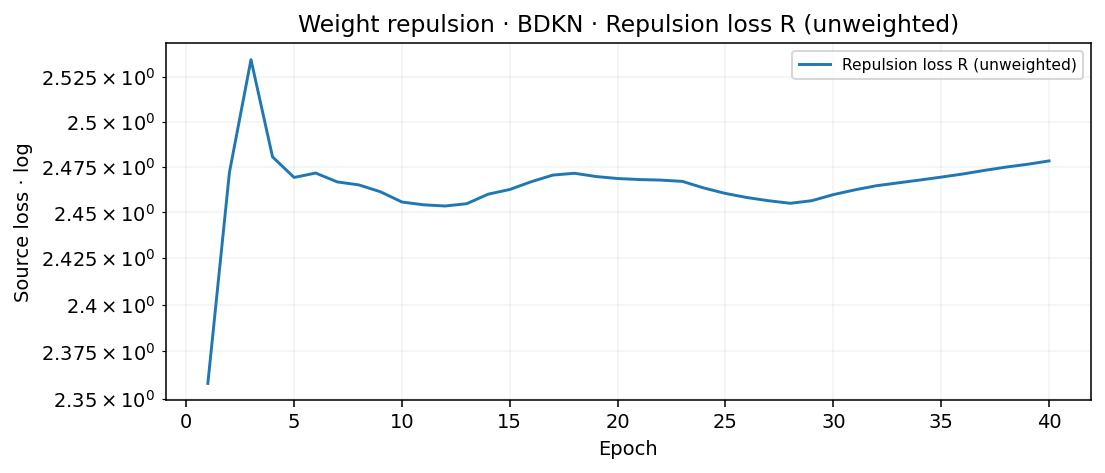 Weight repulsion · BDKN · Repulsion loss R (unweighted)
Repulsion loss R (unweighted)
Source loss · log
2.525 × 10⁰
2.5 × 10⁰
2.475 × 10⁰
2.45 × 10⁰
2.425 × 10⁰
2.4 × 10⁰
2.375 × 10⁰
2.35 × 10⁰
0 5 10 15 20 25 30 35 40
Epoch